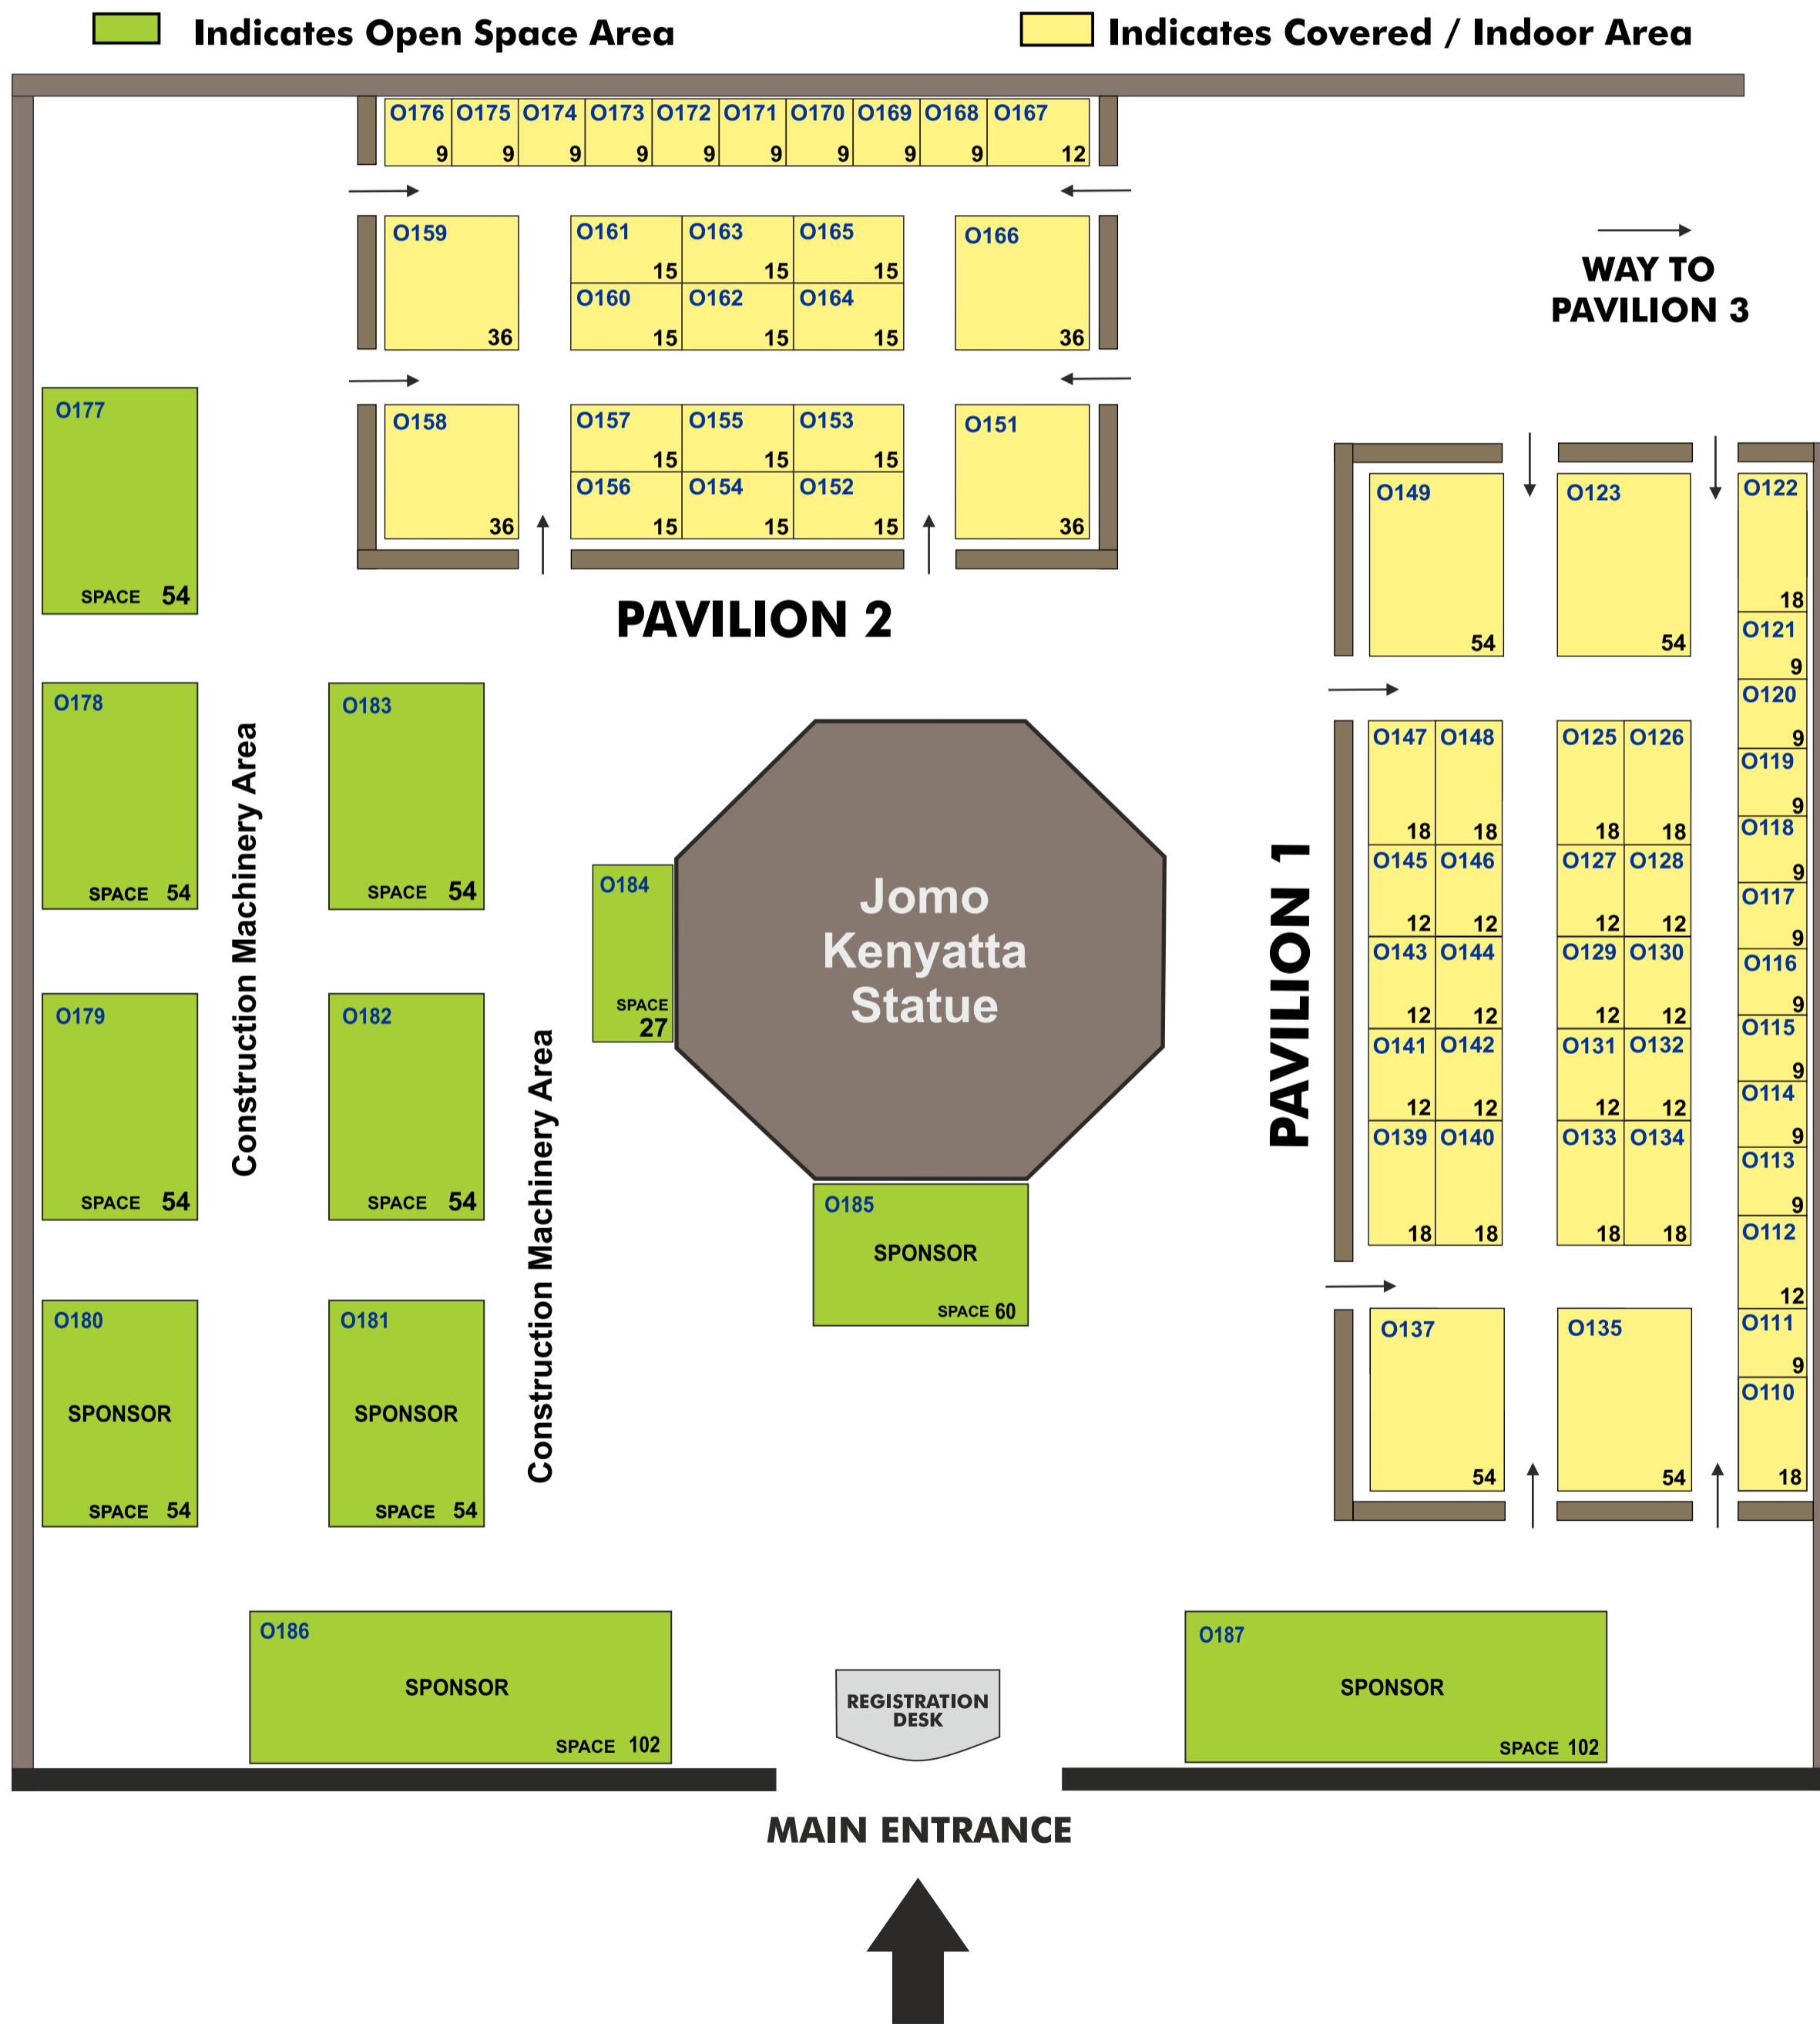 Indicates Open Space Area
Indicates Covered / Indoor Area
O176 O175 O174 O173 O172 O171 O170 O169 O168 O167
9 9 9 9 9 9 9 9 9 12
O159 O161 O163 O165 O166
15 15 15
O160 O162 O164
36 15 15 15 36
WAY TO
PAVILION 3
O158 O157 O155 O153 O151
15 15 15
O156 O154 O152
36 15 15 15 36
PAVILION 2
O177
SPACE 54
O178
SPACE 54
O179
SPACE 54
O180
SPONSOR
SPACE 54
Construction Machinery Area
O183
SPACE 54
O182
SPACE 54
O181
SPONSOR
SPACE 54
Construction Machinery Area
O184
SPACE
27
Jomo
Kenyatta
Statue
O185
SPONSOR
SPACE 60
PAVILION 1
O149 O123
54 54
O147 O148 O125 O126
18 18 18 18
O145 O146 O127 O128
12 12 12 12
O143 O144 O129 O130
12 12 12 12
O141 O142 O131 O132
12 12 12 12
O139 O140 O133 O134
18 18 18 18
O137 O135
54 54
O122
18
O121
9
O120
9
O119
9
O118
9
O117
9
O116
9
O115
9
O114
9
O113
9
O112
12
O111
9
O110
18
O186
SPONSOR
SPACE 102
REGISTRATION
DESK
O187
SPONSOR
SPACE 102
MAIN ENTRANCE